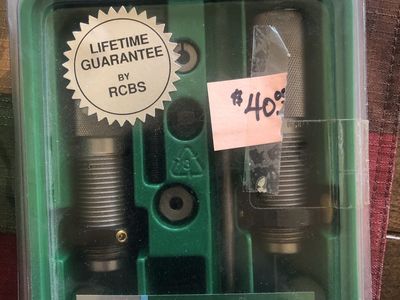 LIFETIME
GUARANTEE
BY
RCBS
$40.00